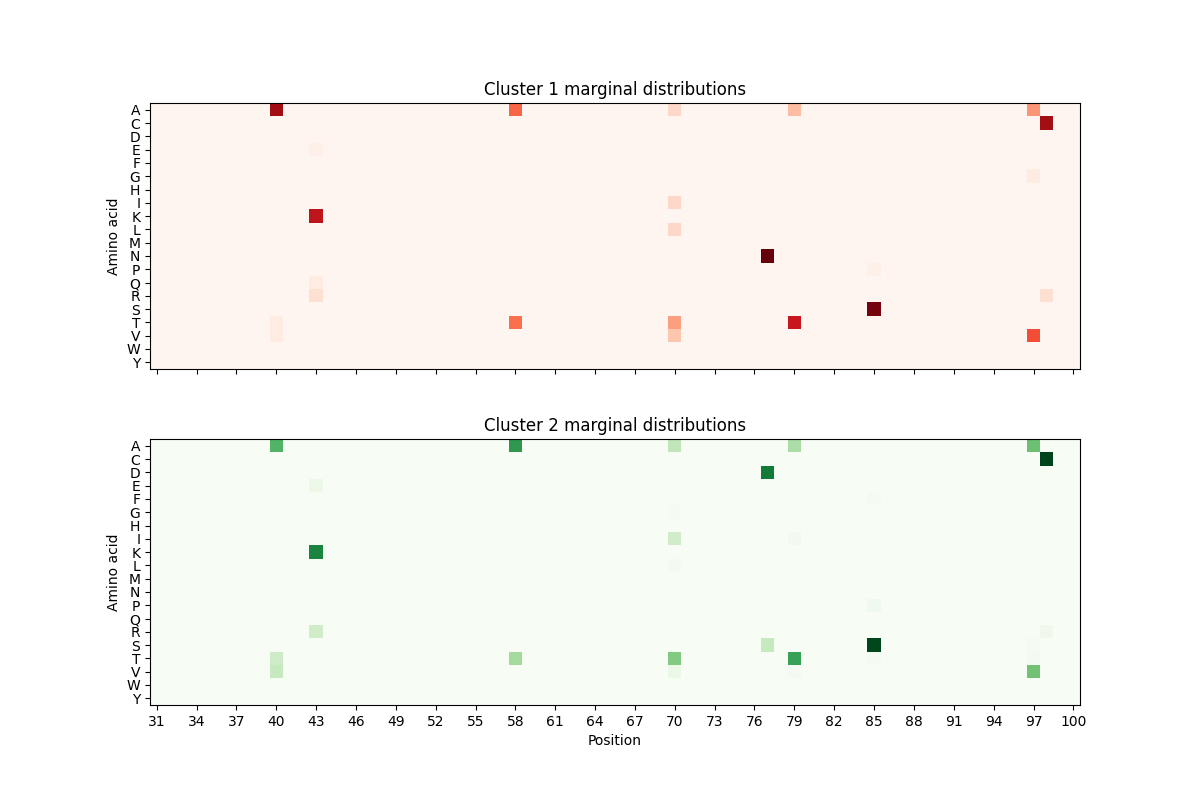 Cluster 1 marginal distributions
Amino acid
A
C
D
E
F
G
H
I
K
L
M
N
P
Q
R
S
T
V
W
Y
Cluster 2 marginal distributions
Amino acid
A
C
D
E
F
G
H
I
K
L
M
N
P
Q
R
S
T
V
W
Y
31 34 37 40 43 46 49 52 55 58 61 64 67 70 73 76 79 82 85 88 91 94 97 100
Position